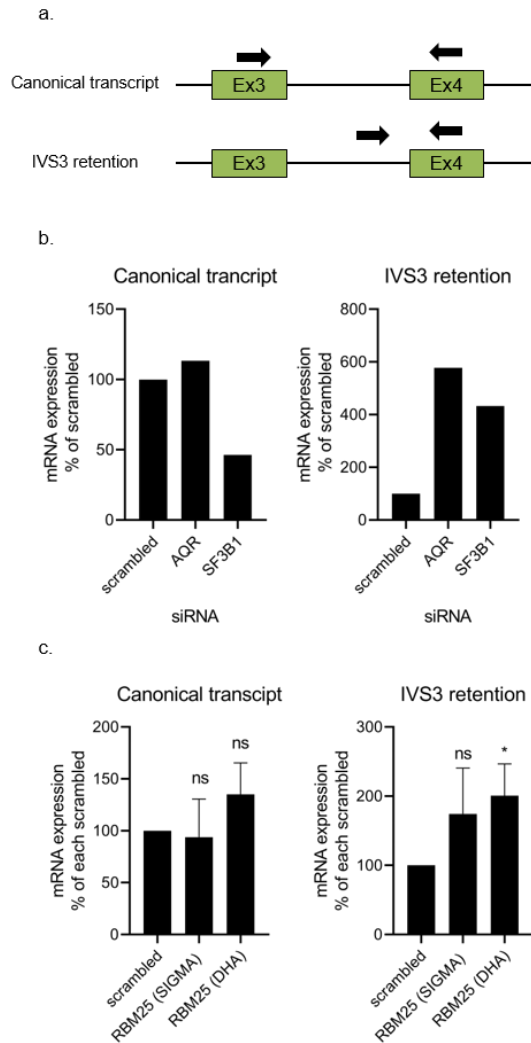 a.
Canonical transcript
Ex3
Ex4
IVS3 retention
Ex3
Ex4
b.
Canonical trancript
IVS3 retention
mRNA expression
% of scrambled
150
100
50
0
scrambled
AQR
SF3B1
siRNA
mRNA expression
% of scrambled
800
600
400
200
0
scrambled
AQR
SF3B1
siRNA
c.
Canonical transcipt
IVS3 retention
mRNA expression
% of each scrambled
200
150
100
50
0
ns
ns
scrambled
RBM25 (SIGMA)
RBM25 (DHA)
mRNA expression
% of each scrambled
300
200
100
0
ns
*
scrambled
RBM25 (SIGMA)
RBM25 (DHA)